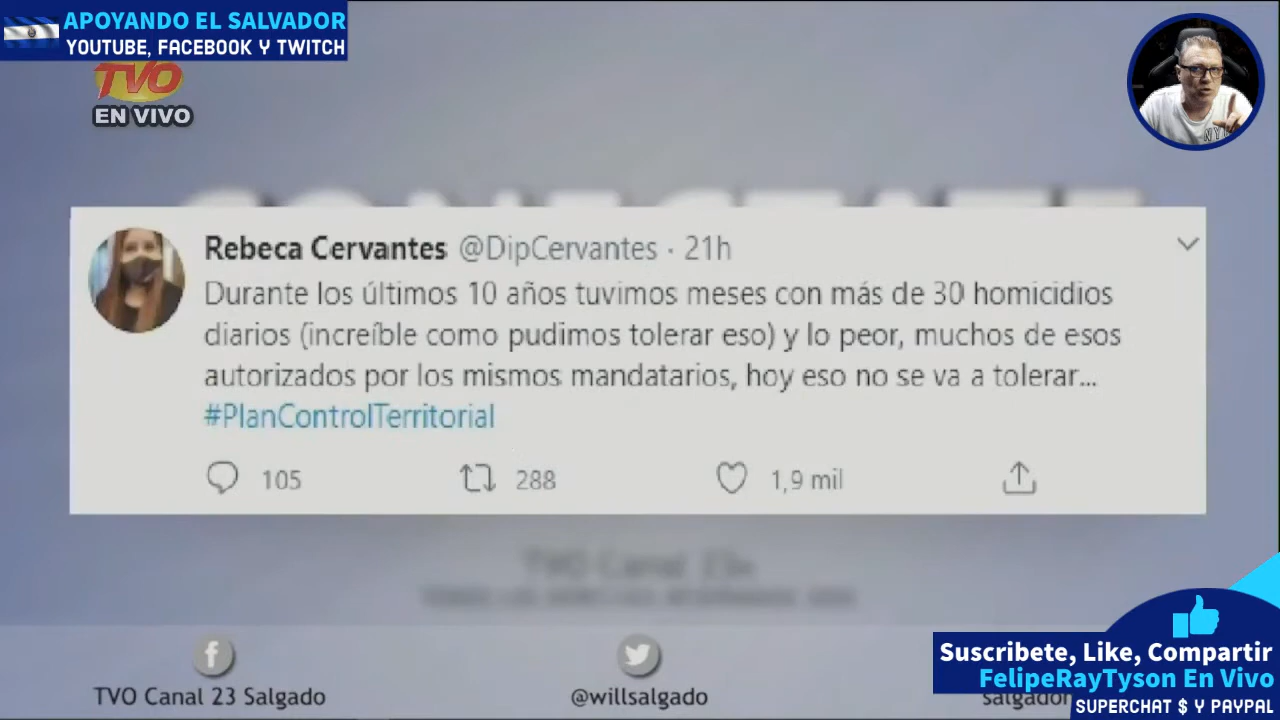 APOYANDO EL SALVADOR
YOUTUBE, FACEBOOK Y TWITCH
TVO
EN VIVO
Rebeca Cervantes @DipCervantes · 21h
Durante los últimos 10 años tuvimos meses con más de 30 homicidios
diarios (increíble como pudimos tolerar eso) y lo peor, muchos de esos
autorizados por los mismos mandatarios, hoy eso no se va a tolerar...
#PlanControlTerritorial
105 288 1,9 mil
TVO Canal 23
TVO Canal 23 Salgado
@willsalgado
Suscribete, Like, Compartir
FelipeRayTyson En Vivo
SUPERCHAT $ Y PAYPAL